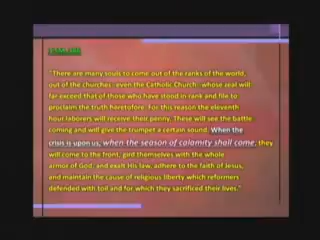 "There are many souls to come out of the ranks of the world,
out of the churches--even the Catholic Church--whose zeal will
far exceed that of those who have stood in rank and file to
proclaim the truth heretofore. For this reason the eleventh
hour laborers will receive their penny. These will see the battle
coming and will give the trumpet a certain sound. When the
crisis is upon us, when the season of calamity shall come, they
will come to the front, gird themselves with the whole
armor of God, and exalt His law, adhere to the faith of Jesus,
and maintain the cause of religious liberty which reformers
defended with toil and for which they sacrificed their lives."